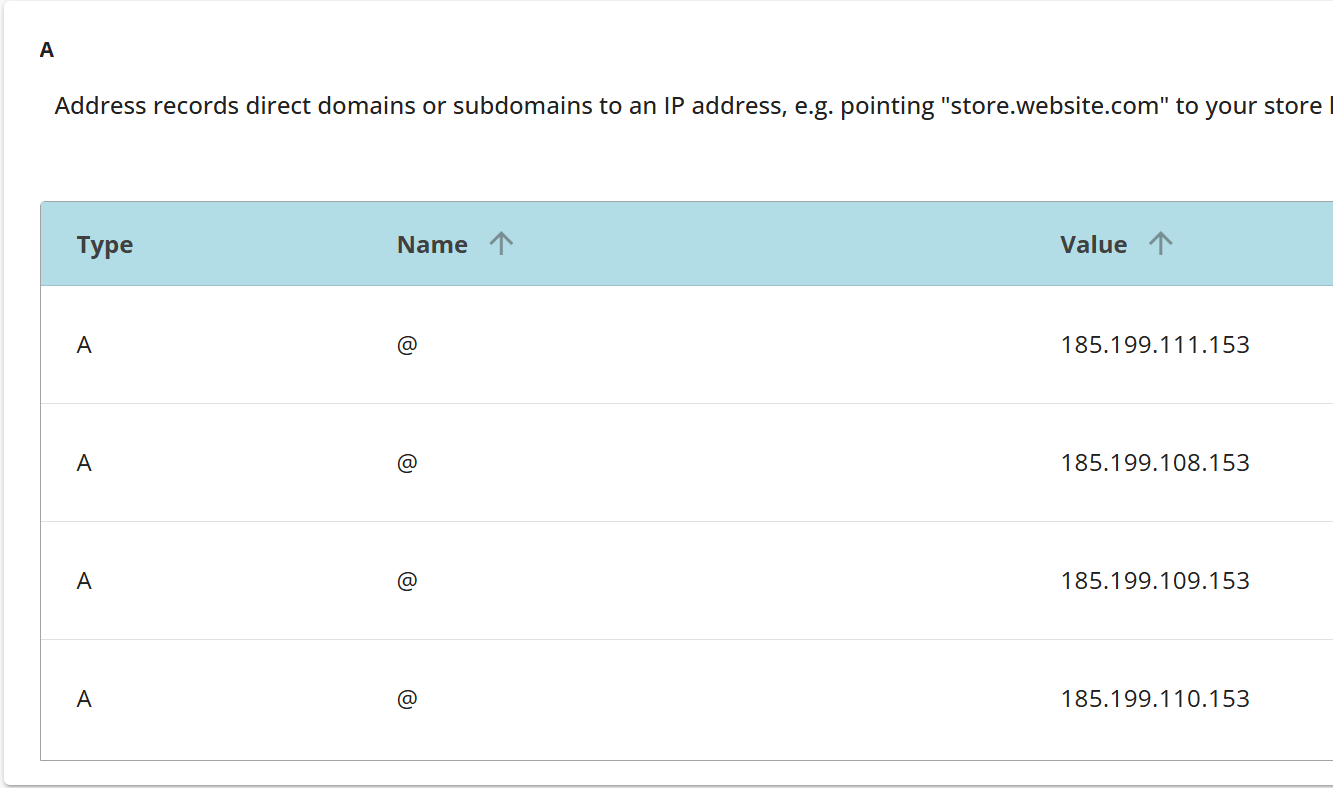 A
Address records direct domains or subdomains to an IP address, e.g. pointing "store.website.com" to your store
Type Name Value
A @ 185.199.111.153
A @ 185.199.108.153
A @ 185.199.109.153
A @ 185.199.110.153